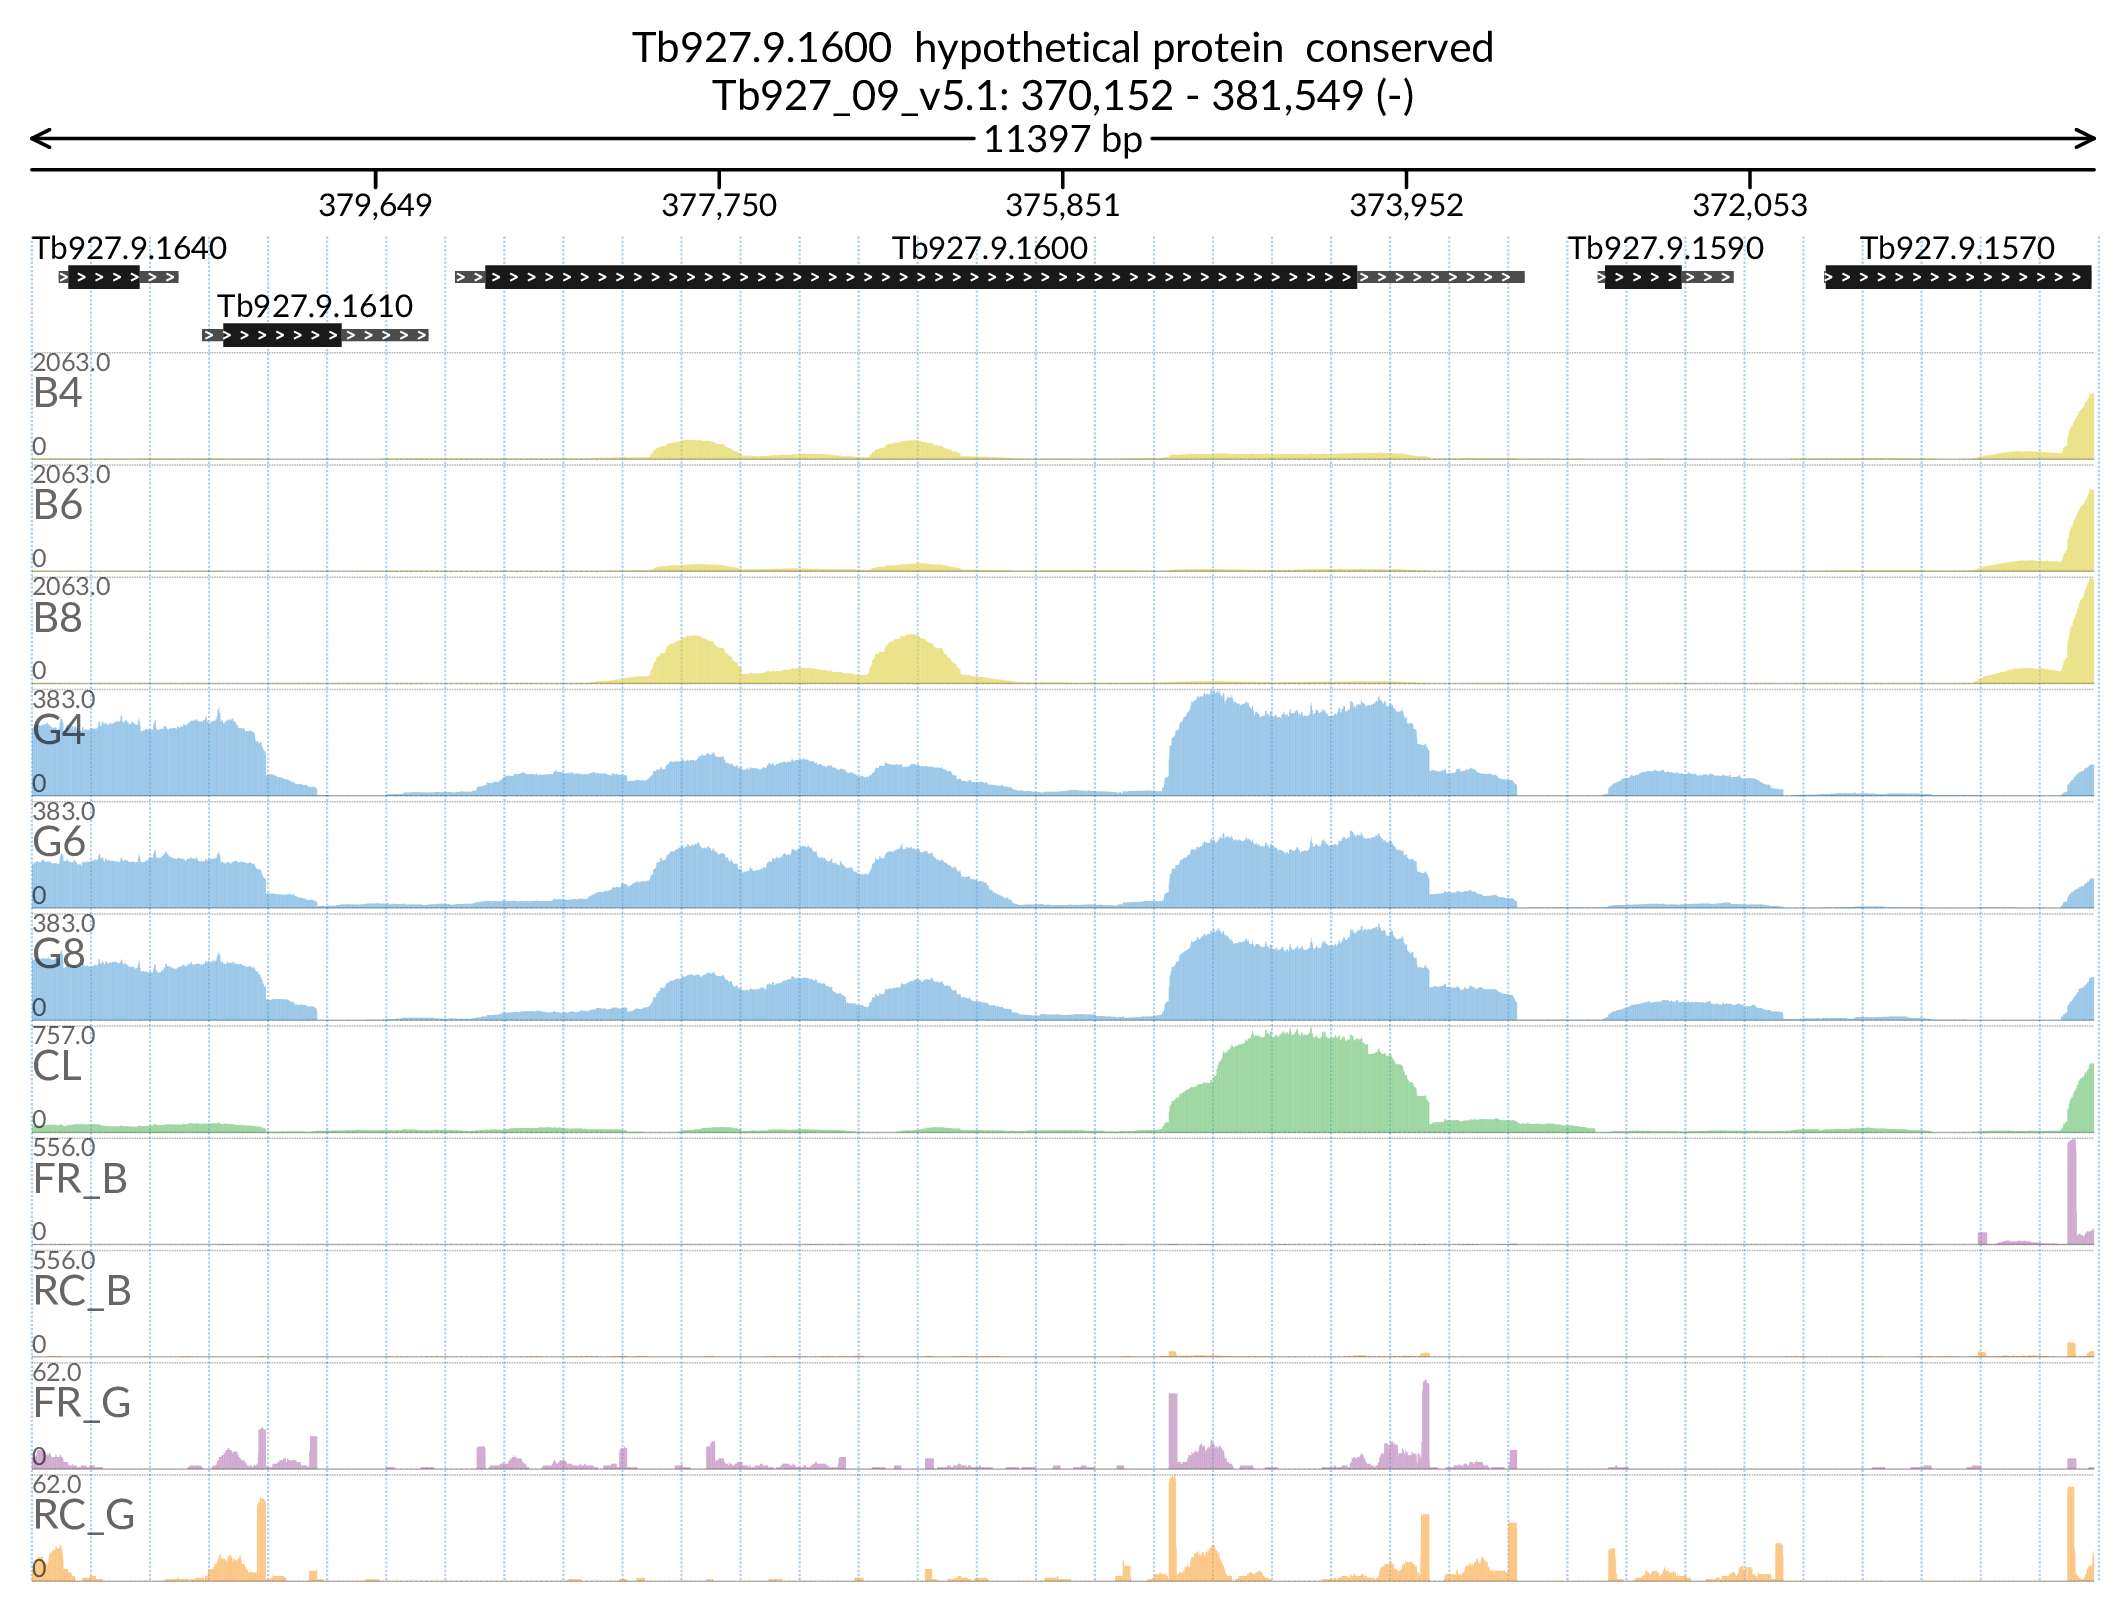 Tb927.9.1600  hypothetical protein  conserved
Tb927_09_v5.1: 370,152 - 381,549 (-)
11397 bp
379,649 377,750 375,851 373,952 372,053
Tb927.9.1640 Tb927.9.1600 Tb927.9.1590 Tb927.9.1570
Tb927.9.1610
2063.0
B4
0
2063.0
B6
0
2063.0
B8
0
383.0
G4
0
383.0
G6
0
383.0
G8
0
757.0
CL
0
556.0
FR_B
0
556.0
RC_B
0
62.0
FR_G
0
62.0
RC_G
0